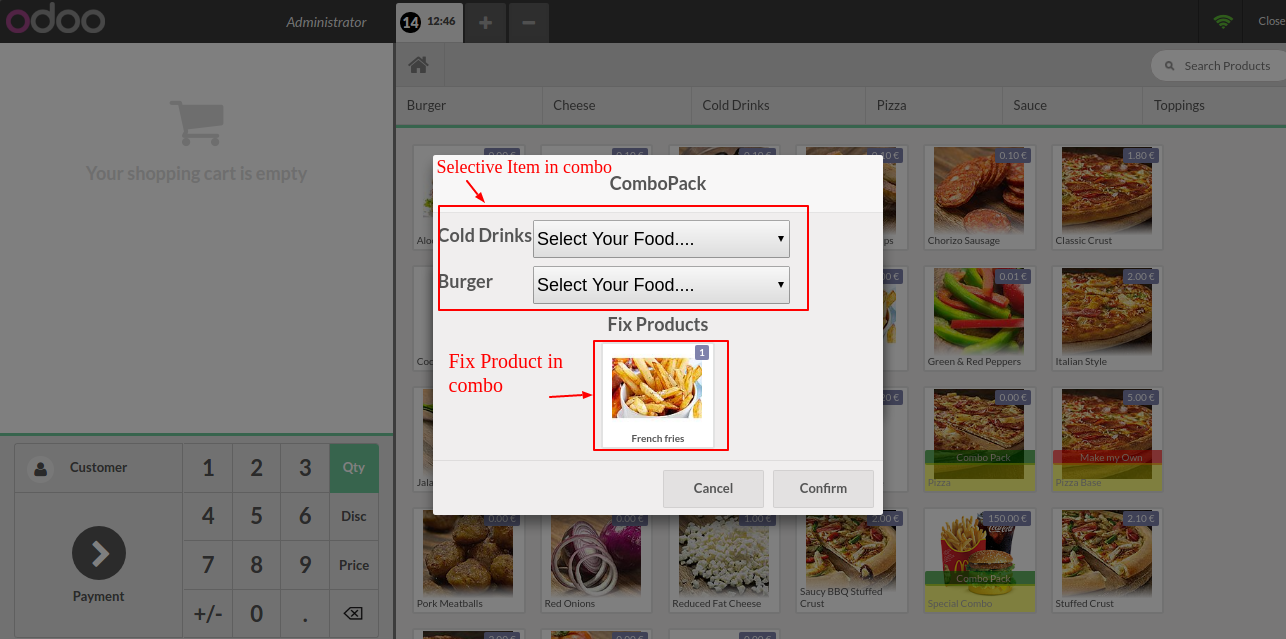 odoo
Administrator
14 12:46
Close
Search Products
Burger
Cheese
Cold Drinks
Pizza
Sauce
Toppings
Your shopping cart is empty
0.10 €
1.80 €
Chorizo Sausage
Classic Crust
0.01 €
2.00 €
Green & Red Peppers
Italian Style
0.00 €
5.00 €
Combo Pack
Make my Own
Pizza
Pizza Base
Selective Item in combo
ComboPack
Cold Drinks
Select Your Food....
Burger
Select Your Food....
Fix Products
Fix Product in
combo
1
French fries
Cancel
Confirm
Customer
1 2 3 Qty
4 5 6 Disc
7 8 9 Price
+/- 0 .
Payment
0.00 €
0.00 €
1.00 €
2.00 €
150.00 €
2.10 €
Combo Pack
Pork Meatballs
Red Onions
Reduced Fat Cheese
Saucy BBQ Stuffed
Crust
Special Combo
Stuffed Crust